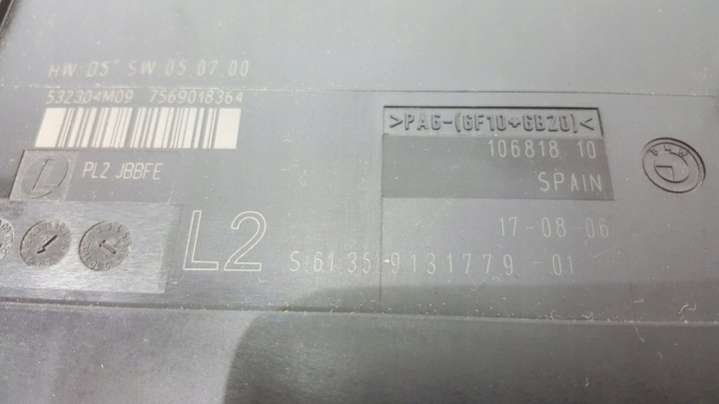 HW 05 SW 05 07 00
532304M09 7569018364
PL2 JBBFE
L2
>PA6-(GF10+GB20)<
106818 10
SPAIN
17-08-06
S 61.35 9131779-01
BMW